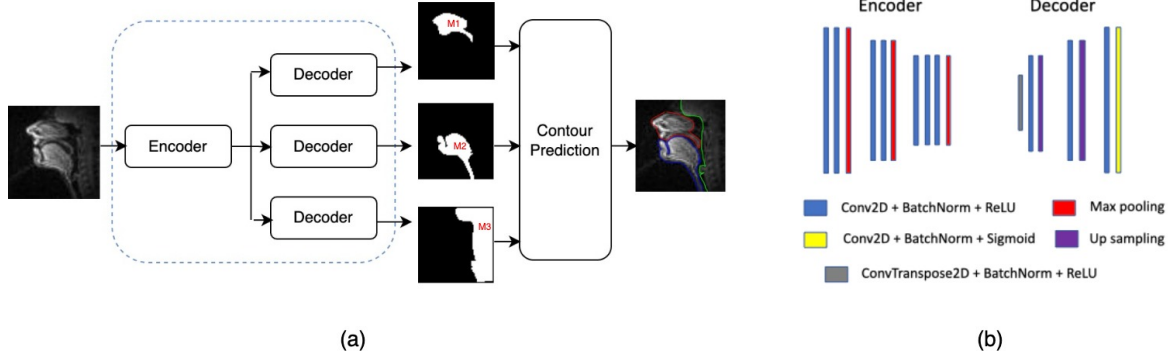 Encoder
Decoder
Decoder
Decoder
M1
M2
M3
Contour
Prediction
(a)
Encoder
Decoder
Conv2D + BatchNorm + ReLU
Max pooling
Conv2D + BatchNorm + Sigmoid
Up sampling
ConvTranspose2D + BatchNorm + ReLU
(b)